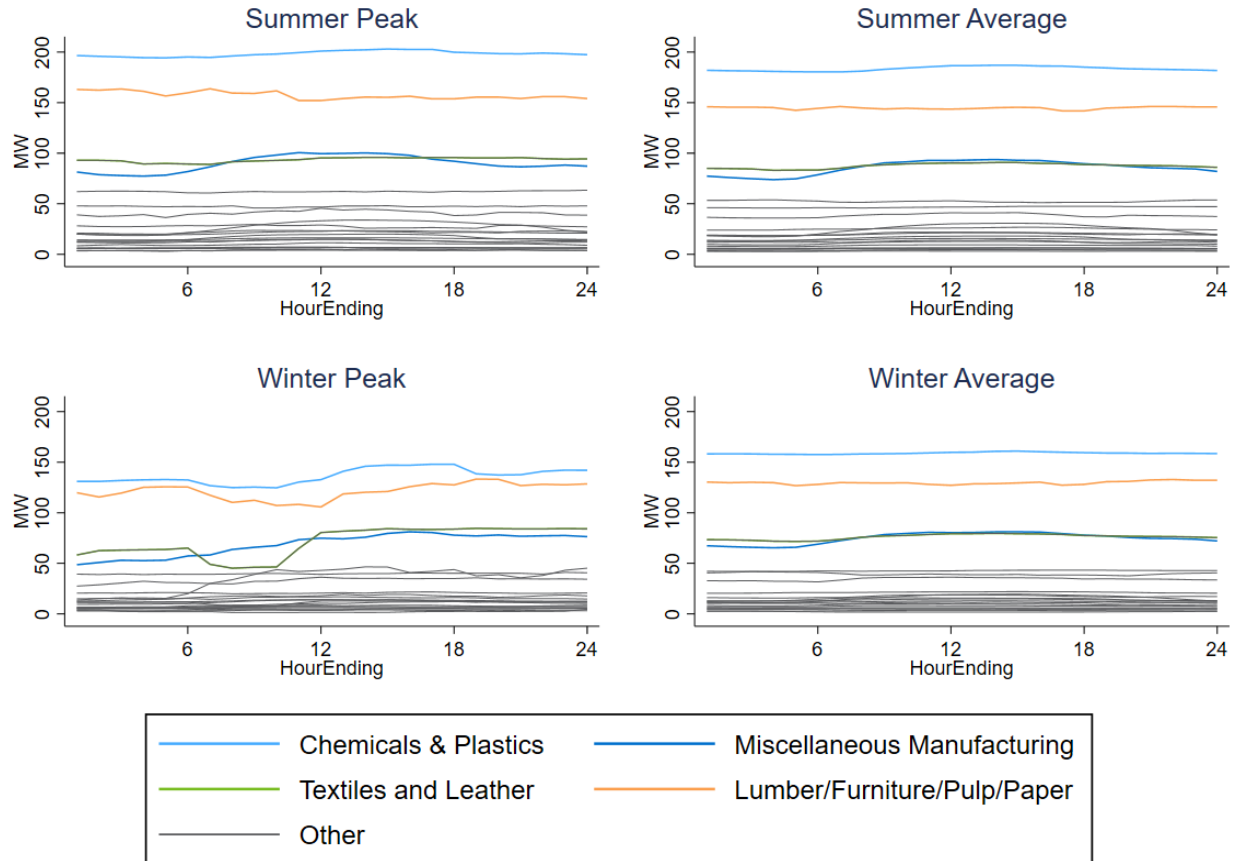 Summer Peak
Summer Average
MW
0
50
100
150
200
6
12
18
24
HourEnding
MW
0
50
100
150
200
6
12
18
24
HourEnding
Winter Peak
Winter Average
MW
0
50
100
150
200
6
12
18
24
HourEnding
MW
0
50
100
150
200
6
12
18
24
HourEnding
Chemicals & Plastics
Miscellaneous Manufacturing
Textiles and Leather
Lumber/Furniture/Pulp/Paper
Other